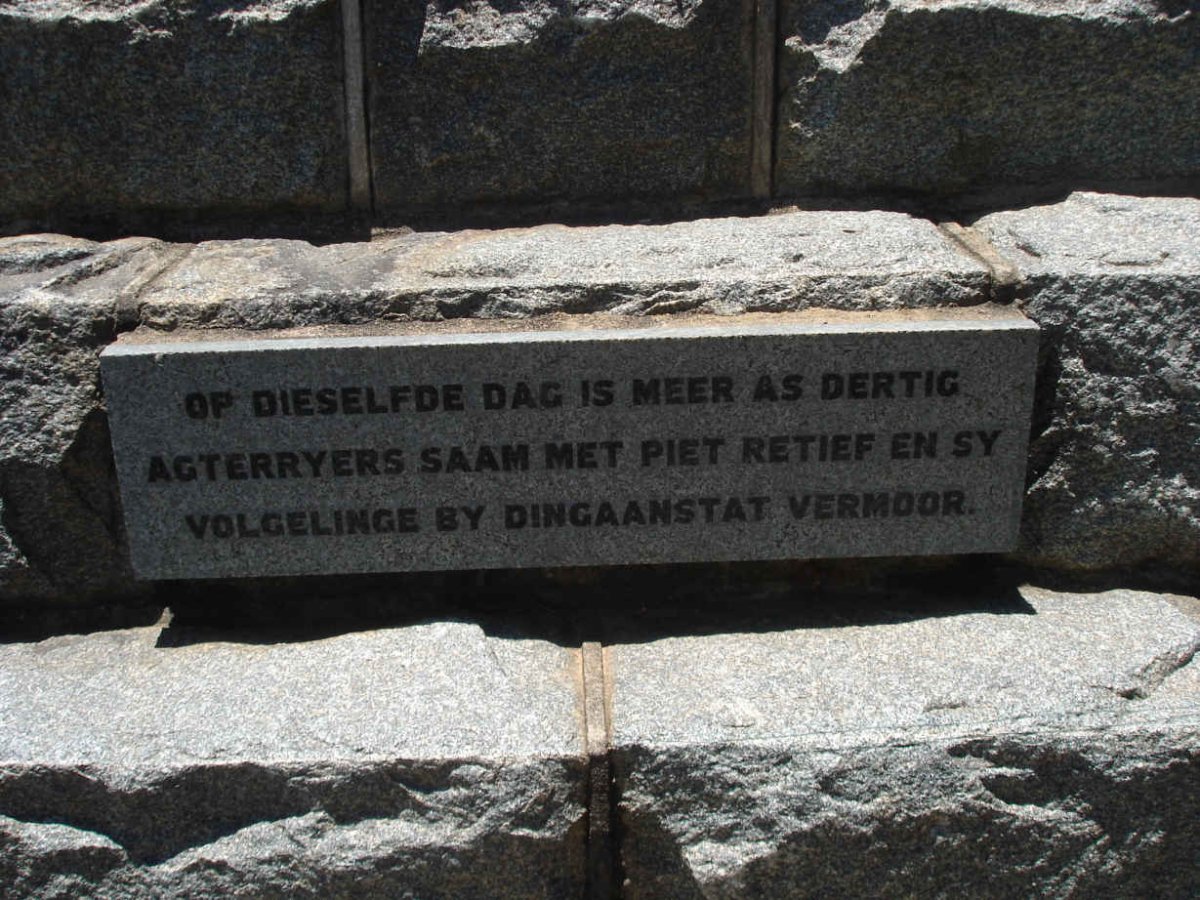 OP DIESELFDE DAG IS MEER AS DERTIG
AGTERRYERS SAAM MET PIET RETIEF EN SY
VOLGELINGE BY DINGAANSTAT VERMOOR.